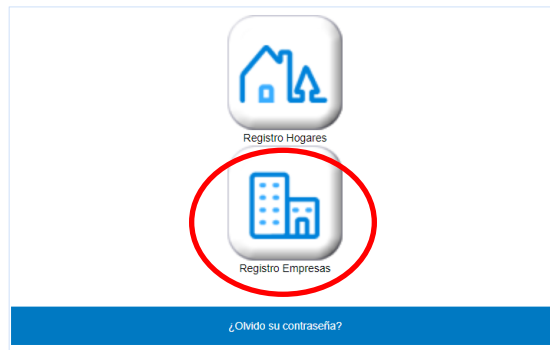 Registro Hogares
Registro Empresas
¿Olvido su contraseña?